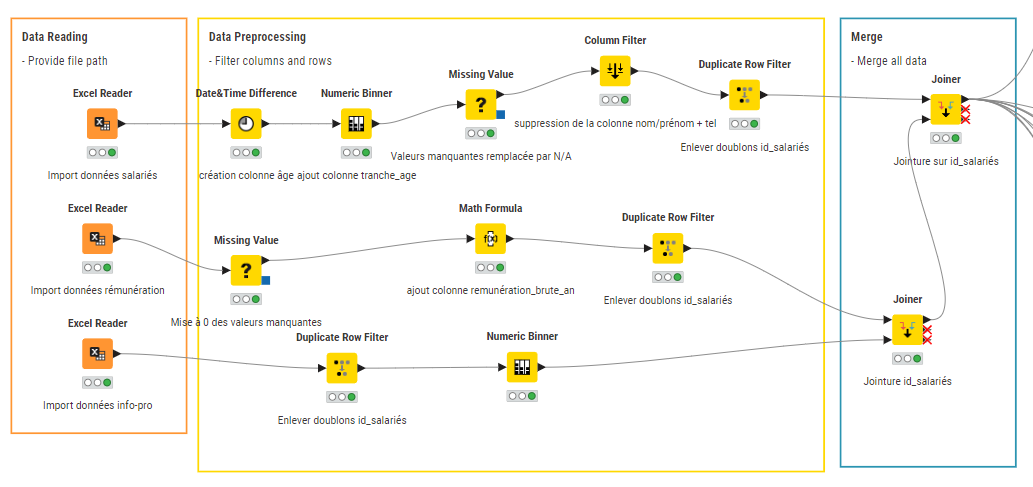 Data Reading
- Provide file path
Excel Reader
Import données salariés
Excel Reader
Import données rémunération
Excel Reader
Import données info-pro
Data Preprocessing
- Filter columns and rows
Date&Time Difference
création colonne âge
Numeric Binner
ajout colonne tranche_age
Missing Value
?
Valeurs manquantes remplacée par N/A
Column Filter
suppression de la colonne nom/prénom + tel
Duplicate Row Filter
Enlever doublons id_salariés
Missing Value
?
Mise à 0 des valeurs manquantes
Math Formula
f(x)
ajout colonne remunération_brute_an
Duplicate Row Filter
Enlever doublons id_salariés
Duplicate Row Filter
Enlever doublons id_salariés
Numeric Binner
Merge
- Merge all data
Joiner
Jointure sur id_salariés
Joiner
Jointure id_salariés